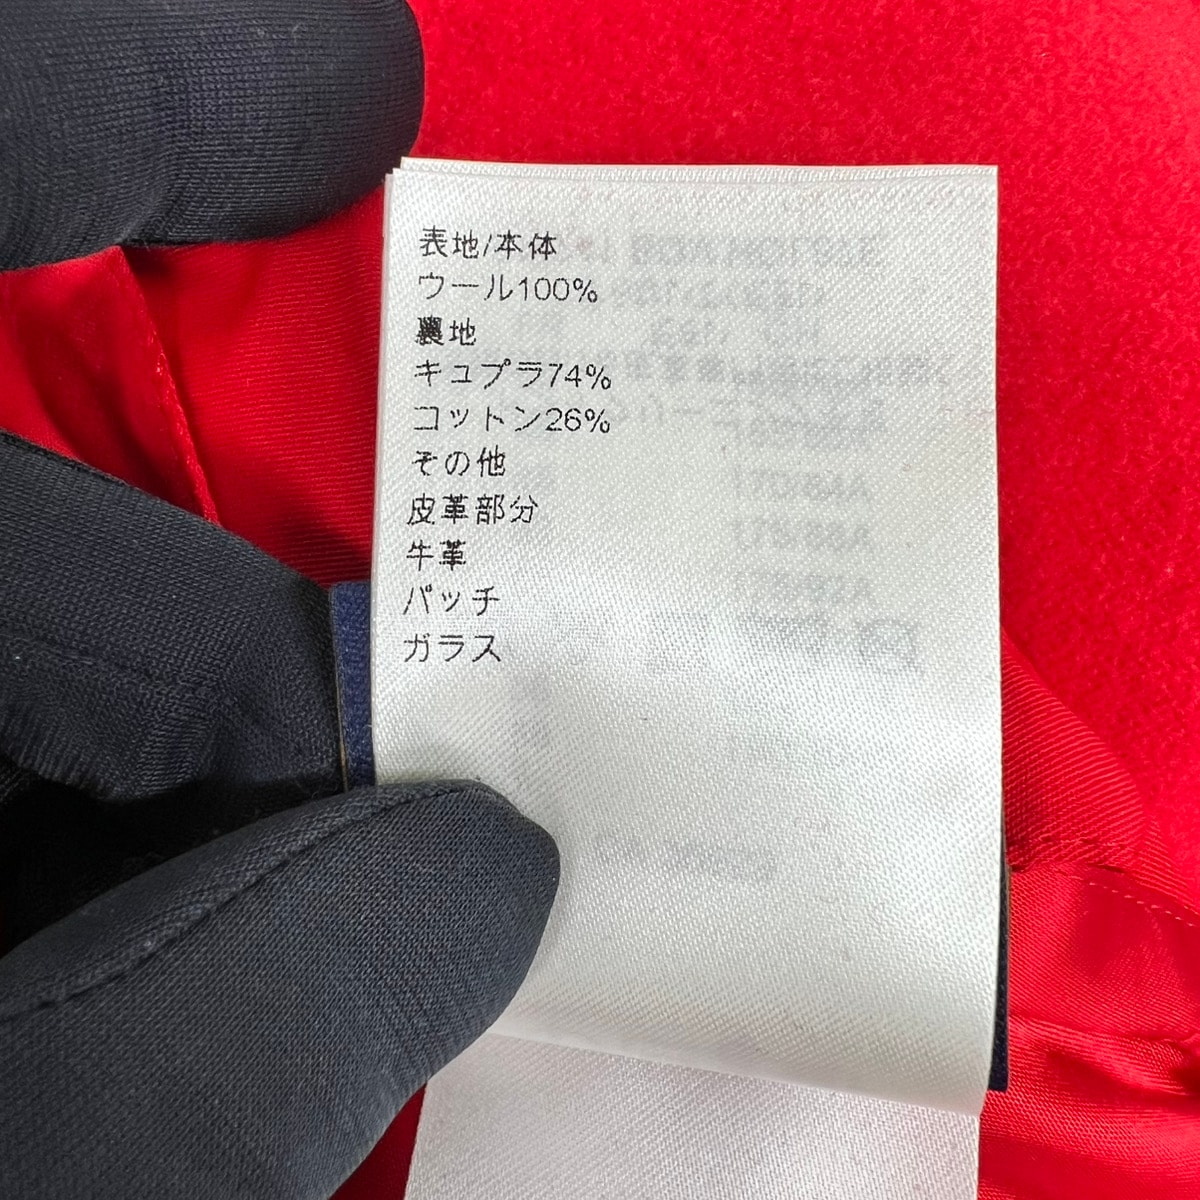 表地/本体
ウール100%
裏地
キュプラ74%
コットン26%
その他
皮革部分
牛革
パッチ
ガラス